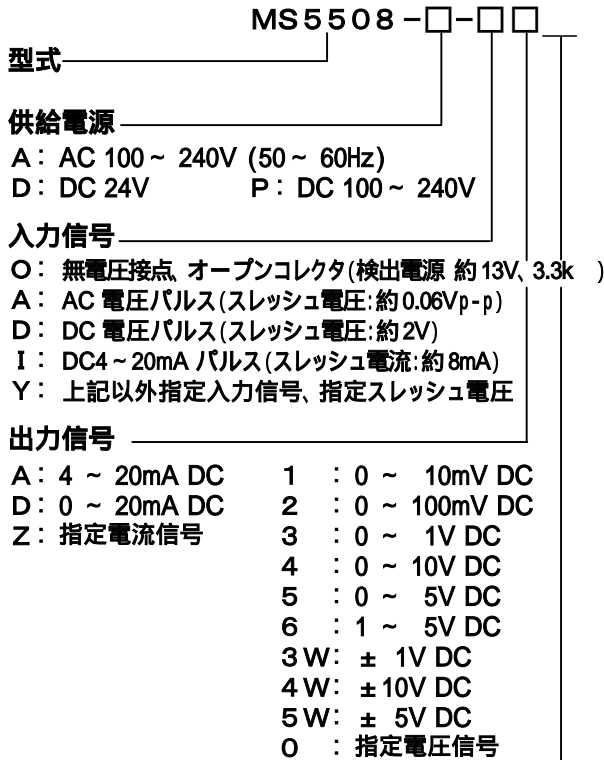 MS5508-□-□□
型式
供給電源
A: AC 100~ 240V (50~ 60Hz)
D: DC 24V P: DC 100~ 240V
入力信号
O: 無電圧接点、オープンコレクタ(検出電源 約13V、3.3k )
A: AC 電圧パルス(スレッシュ電圧:約0.06Vp-p)
D: DC 電圧パルス(スレッシュ電圧:約2V)
I: DC4~20mA パルス(スレッシュ電流:約8mA)
Y: 上記以外指定入力信号、指定スレッシュ電圧
出力信号
A: 4 ~ 20mA DC 1 : 0 ~ 10mV DC
D: 0 ~ 20mA DC 2 : 0 ~ 100mV DC
Z: 指定電流信号 3 : 0 ~ 1V DC
4 : 0 ~ 10V DC
5 : 0 ~ 5V DC
6 : 1 ~ 5V DC
3W: ± 1V DC
4W: ±10V DC
5W: ± 5V DC
0 : 指定電圧信号